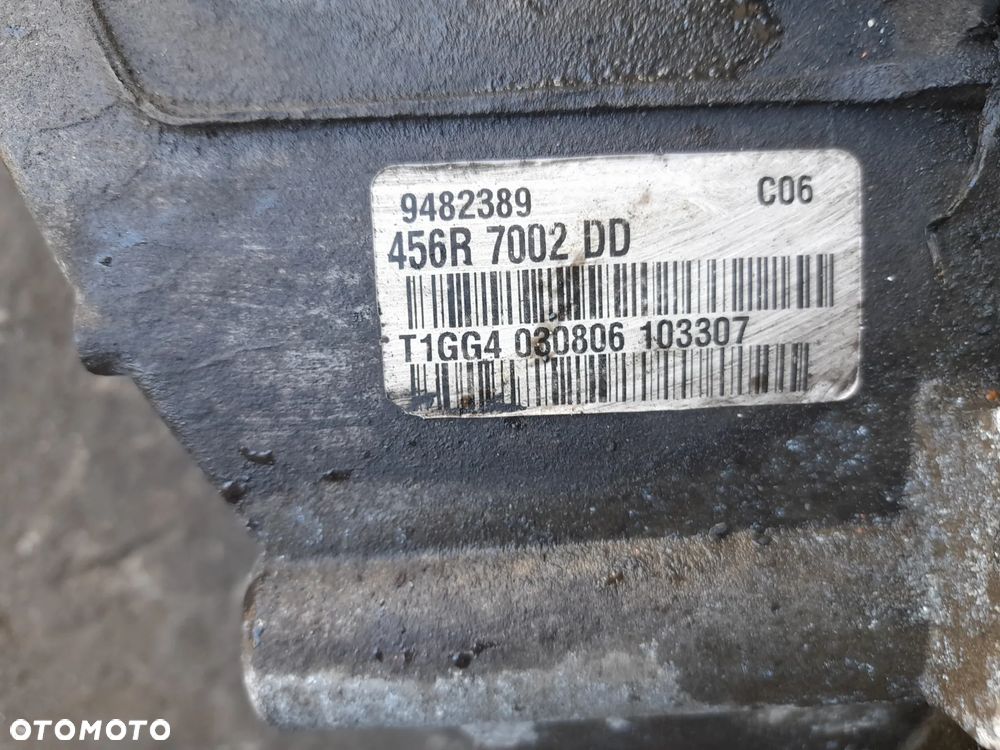 9482389 C06
456R 7002 DD
T1GG4 030806 103307
OTOMOTO